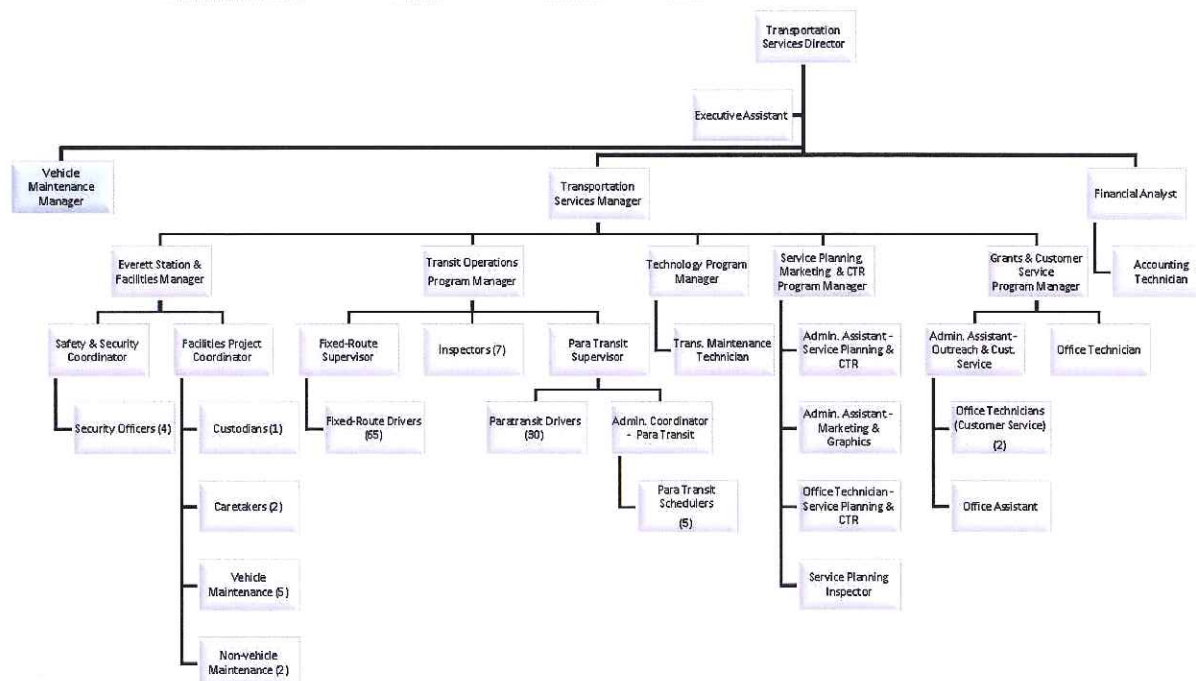 Transportation
Services Director
Executive Assistant
Vehicle
Maintenance
Manager
Transportation
Services Manager
Financial Analyst
Everett Station &
Facilities Manager
Transit Operations
Program Manager
Technology Program
Manager
Service Planning
Marketing & CTR
Program Manager
Grants & Customer
Service
Program Manager
Accounting
Technician
Safety & Security
Coordinator
Facilities Project
Coordinator
Fixed-Route
Supervisor
Inspectors (7)
Para Transit
Supervisor
Trans. Maintenance
Technician
Admin. Assistant -
Service Planning &
CTR
Admin. Assistant -
Outreach & Cust.
Service
Office Technician
Security Officers (4)
Custodians (1)
Fixed-Route Drivers
(65)
Paratransit Drivers
(30)
Admin. Coordinator
- Para Transit
Admin. Assistant -
Marketing &
Graphics
Office Technicians
(Customer Service)
(2)
Caretakers (2)
Para Transit
Schedulers
(5)
Office Technician -
Service Planning &
CTR
Office Assistant
Vehicle
Maintenance (5)
Service Planning
Inspector
Non-vehicle
Maintenance (2)